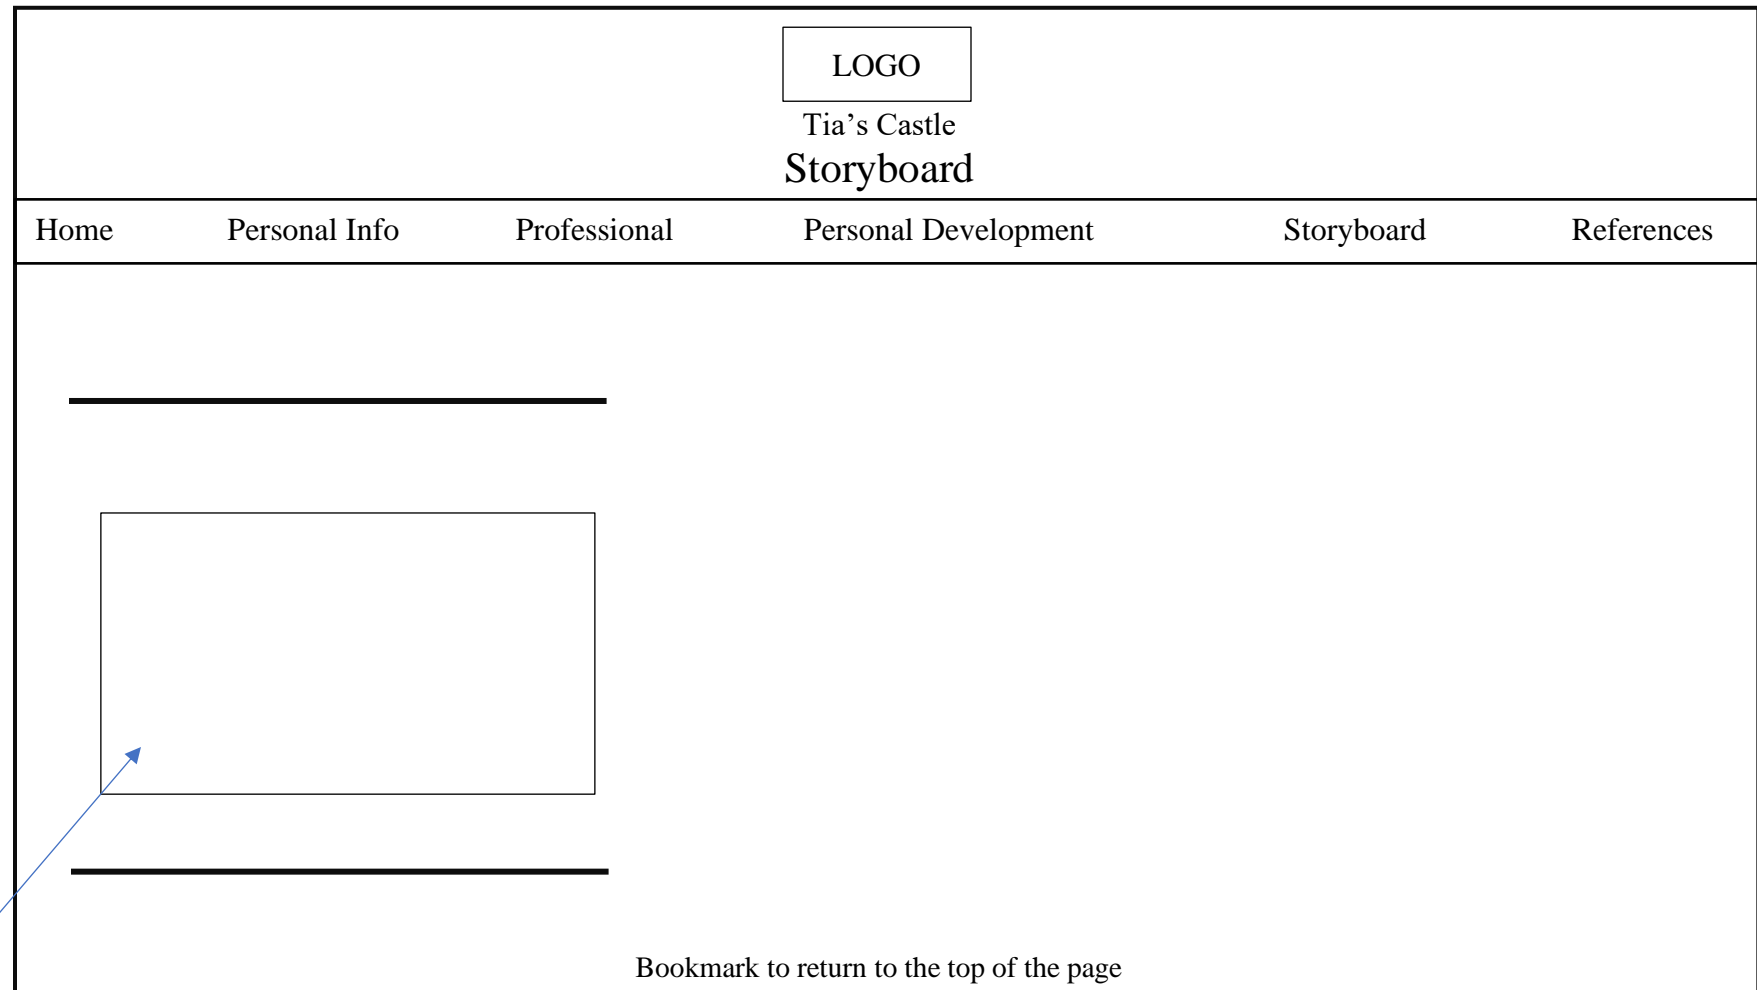 LOGO
Tia’s Castle
Storyboard
Home Personal Info Professional Personal Development Storyboard References
Bookmark to return to the top of the page